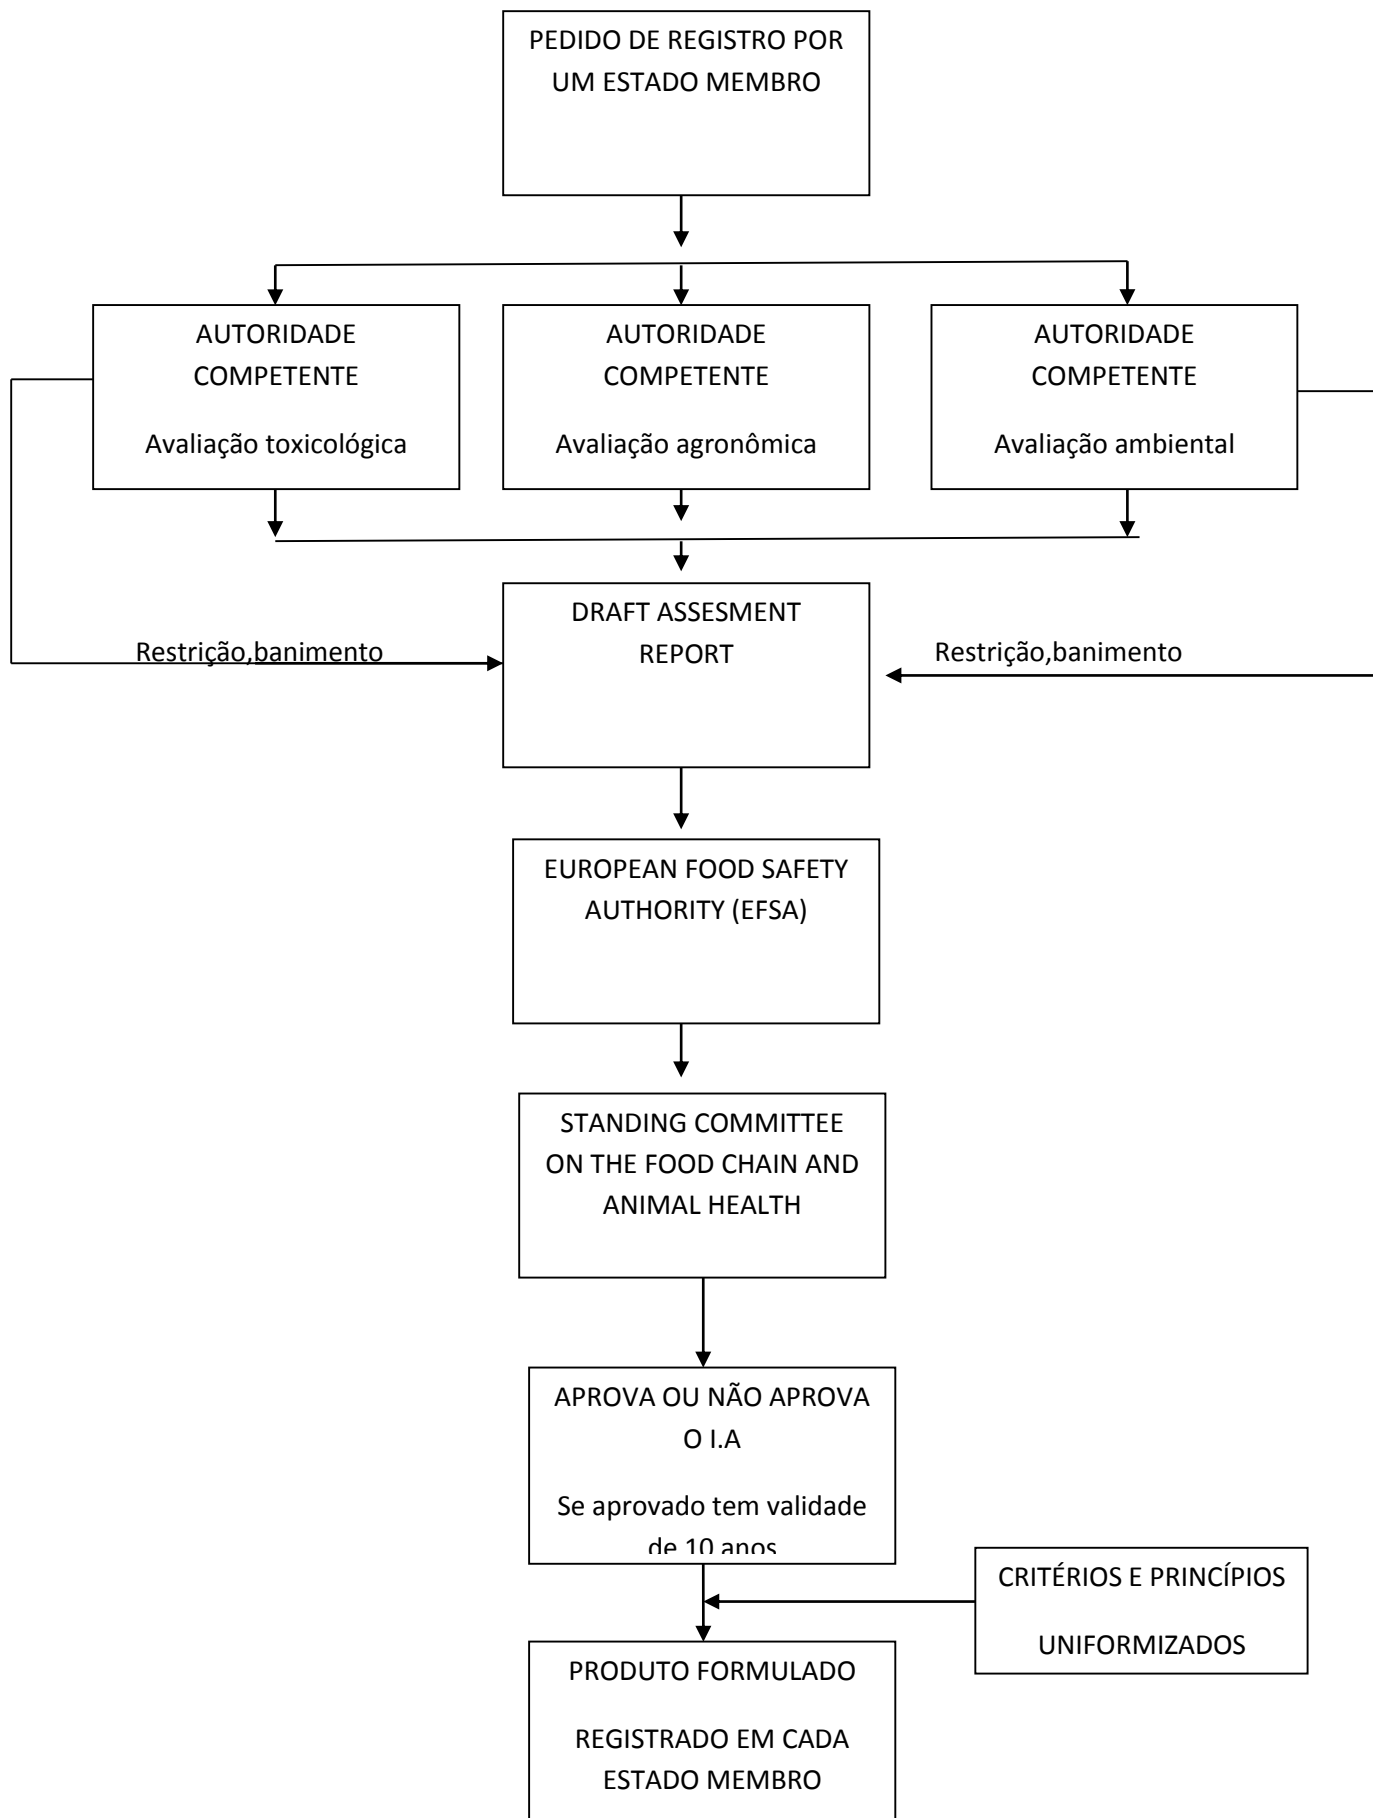 PEDIDO DE REGISTRO POR
UM ESTADO MEMBRO
AUTORIDADE
COMPETENTE
Avaliação toxicológica
AUTORIDADE
COMPETENTE
Avaliação agronômica
AUTORIDADE
COMPETENTE
Avaliação ambiental
DRAFT ASSESMENT
REPORT
Restrição,banimento
Restrição,banimento
EUROPEAN FOOD SAFETY
AUTHORITY (EFSA)
STANDING COMMITTEE
ON THE FOOD CHAIN AND
ANIMAL HEALTH
APROVA OU NÃO APROVA
O I.A
Se aprovado tem validade
de 10 anos
CRITÉRIOS E PRINCÍPIOS
UNIFORMIZADOS
PRODUTO FORMULADO
REGISTRADO EM CADA
ESTADO MEMBRO